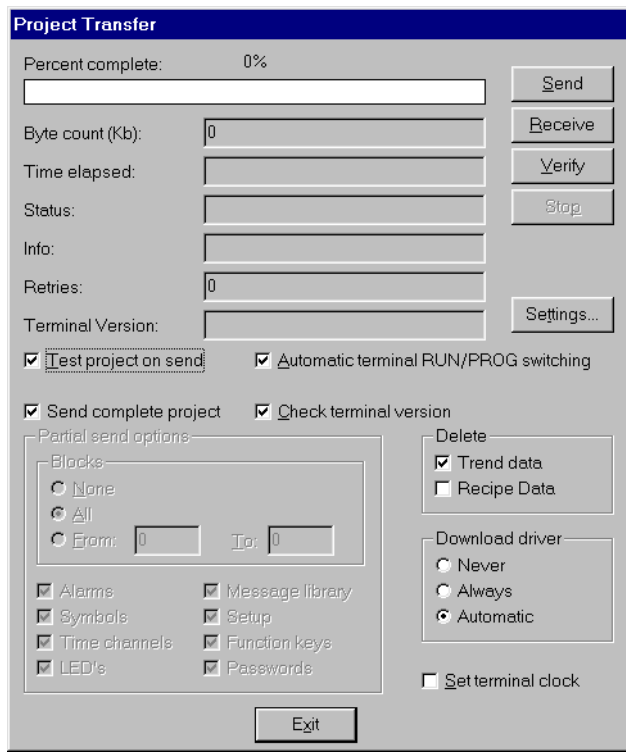 Project Transfer
Percent complete: 0%
Send
Byte count (Kb): 0
Receive
Time elapsed:
Verify
Status:
Stop
Info:
Retries: 0
Terminal Version:
Settings...
Test project on send
Automatic terminal RUN/PROG switching
Send complete project
Check terminal version
Partial send options
Blocks
None
All
From: 0 To: 0
Alarms
Message library
Symbols
Setup
Time channels
Function keys
LED's
Passwords
Delete
Trend data
Recipe Data
Download driver
Never
Always
Automatic
Set terminal clock
Exit